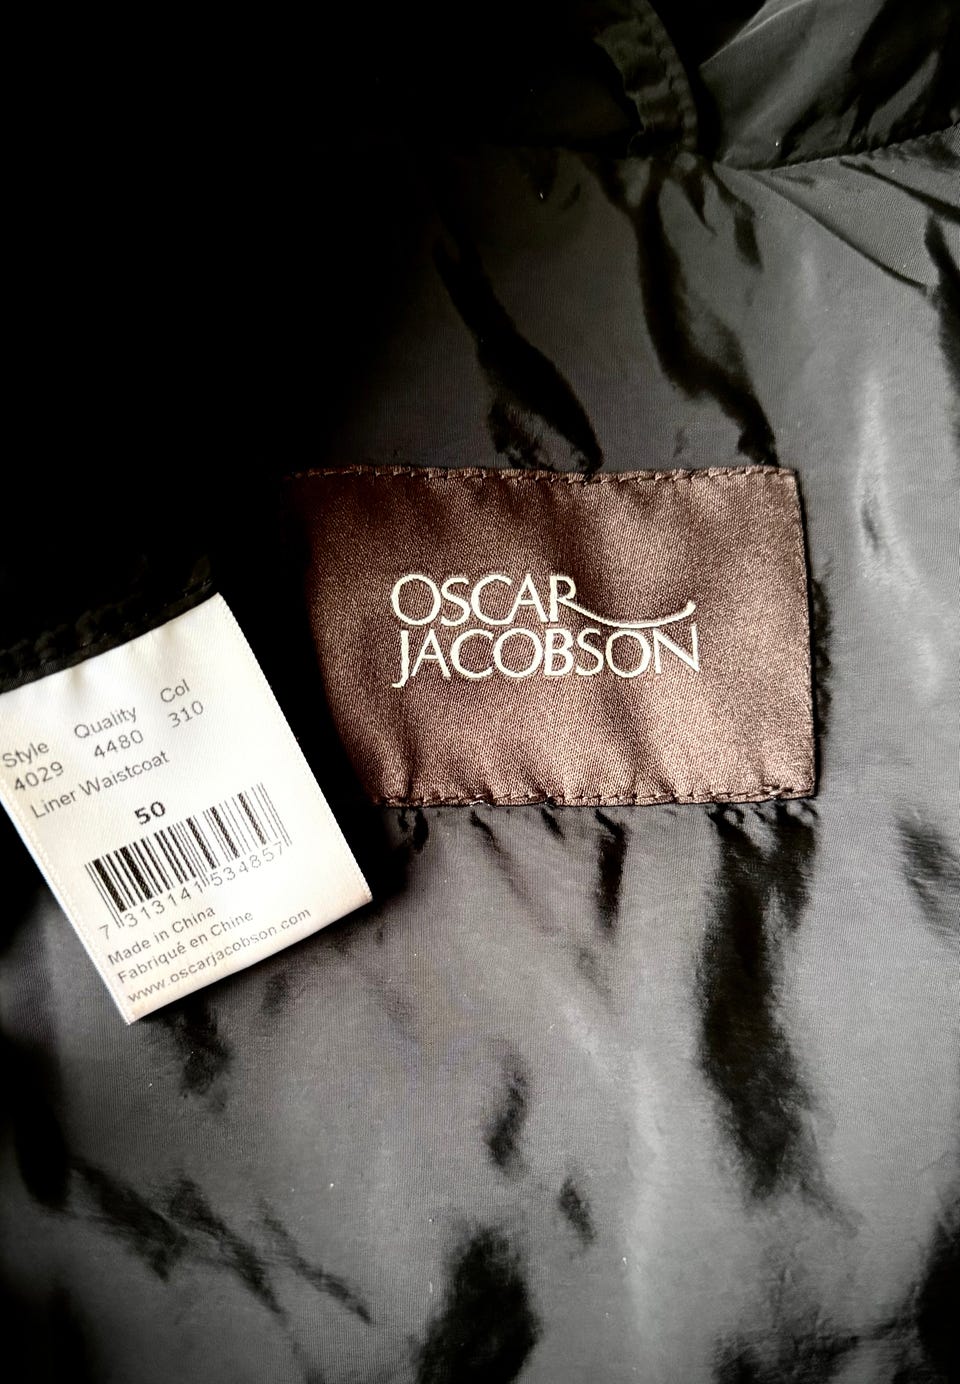 OSCAR
JACOBSON
Style Quality Col
4029 4480 310
Liner Waistcoat
50
7 313141 534857
Made in China
Fabriqué en Chine
www.oscarjacobson.com